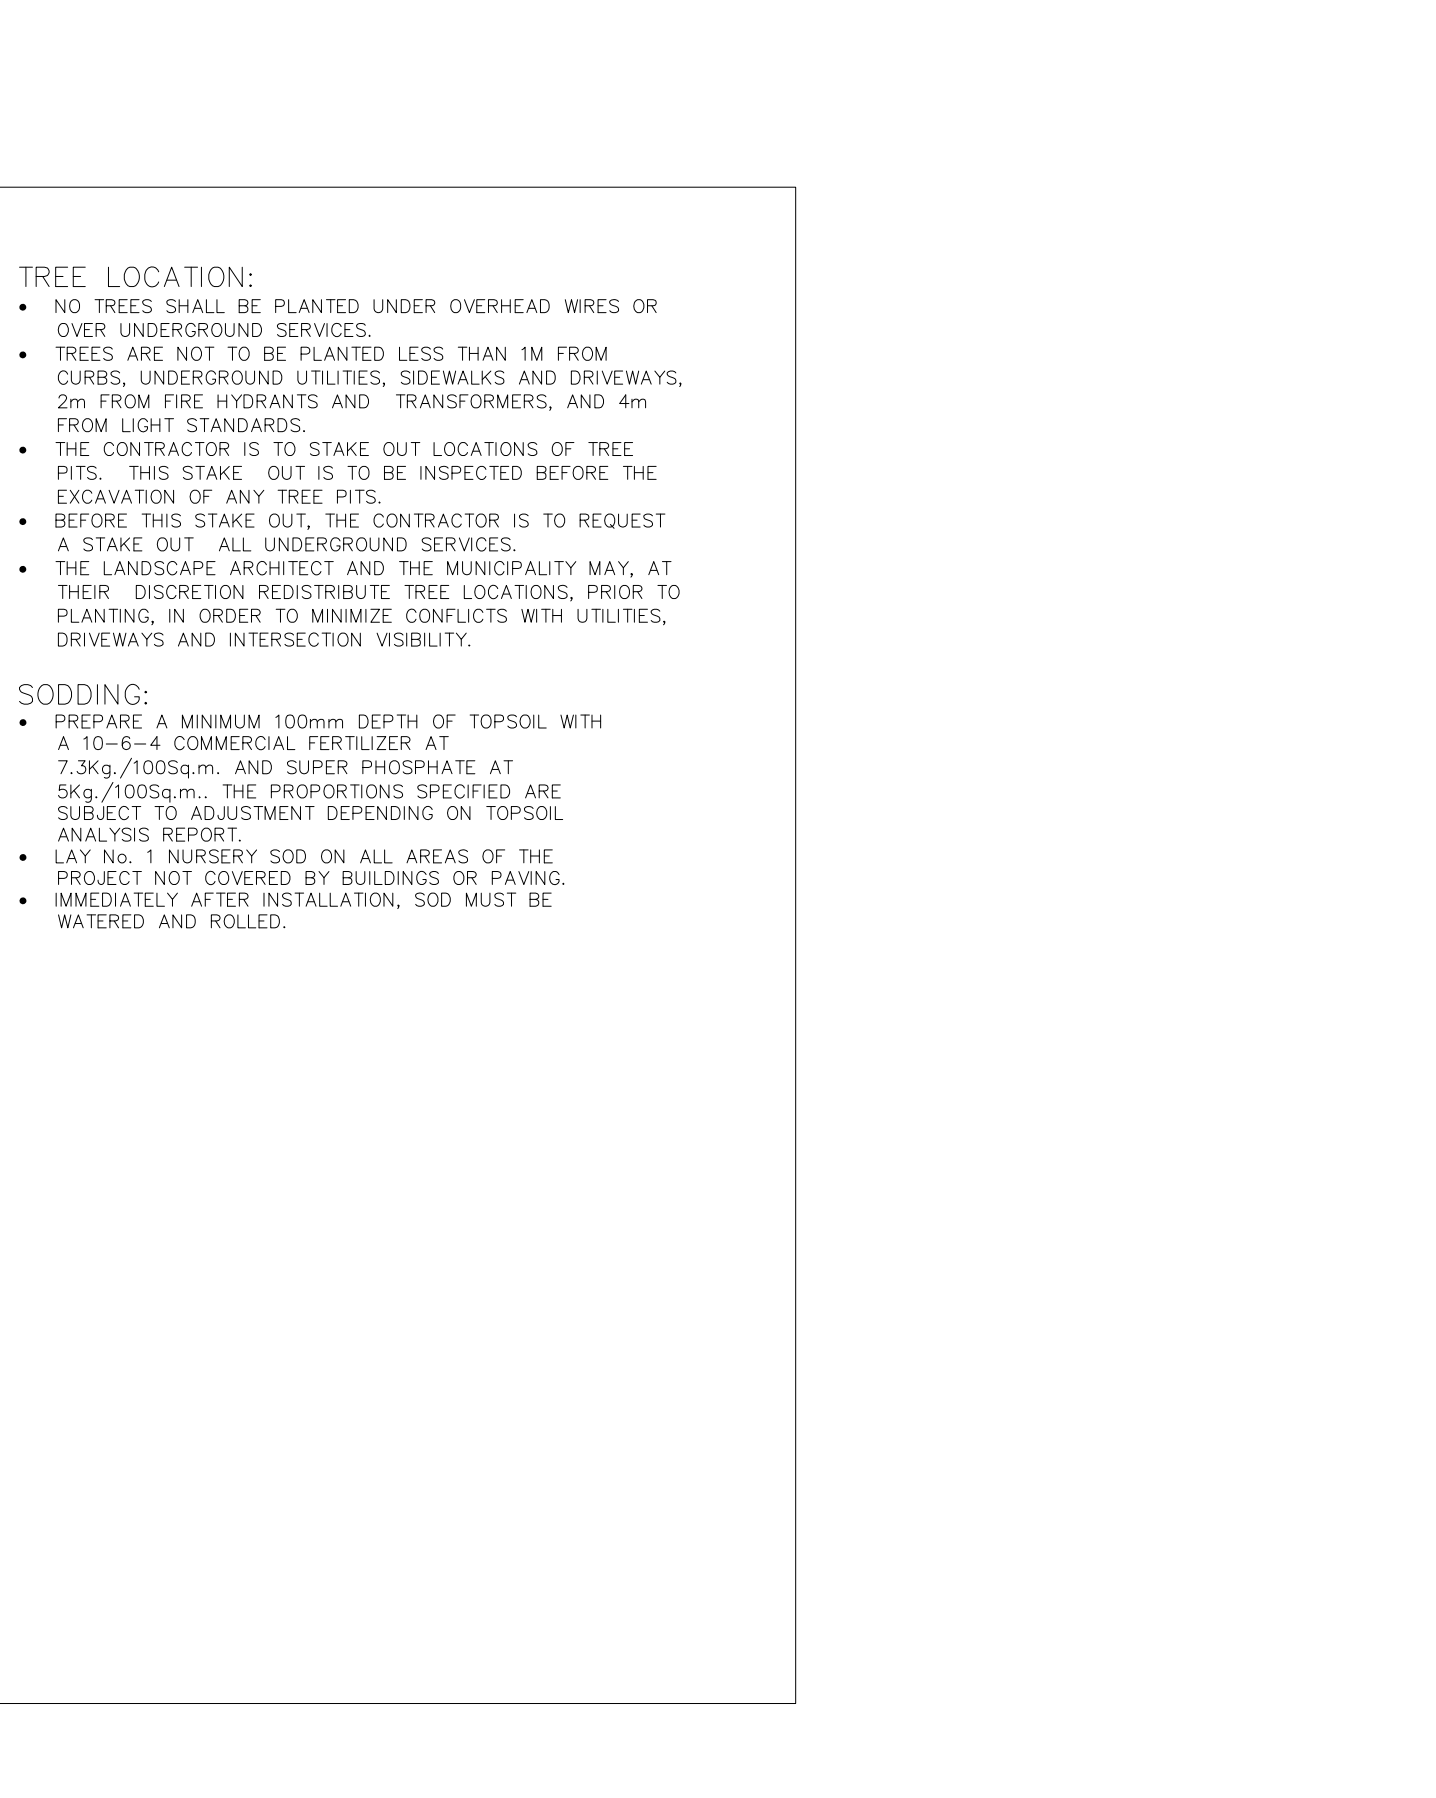 TREE LOCATION:
• NO TREES SHALL BE PLANTED UNDER OVERHEAD WIRES OR
OVER UNDERGROUND SERVICES.
• TREES ARE NOT TO BE PLANTED LESS THAN 1M FROM
CURBS, UNDERGROUND UTILITIES, SIDEWALKS AND DRIVEWAYS,
2m FROM FIRE HYDRANTS AND TRANSFORMERS, AND 4m
FROM LIGHT STANDARDS.
• THE CONTRACTOR IS TO STAKE OUT LOCATIONS OF TREE
PITS. THIS STAKE OUT IS TO BE INSPECTED BEFORE THE
EXCAVATION OF ANY TREE PITS.
• BEFORE THIS STAKE OUT, THE CONTRACTOR IS TO REQUEST
A STAKE OUT ALL UNDERGROUND SERVICES.
• THE LANDSCAPE ARCHITECT AND THE MUNICIPALITY MAY, AT
THEIR DISCRETION REDISTRIBUTE TREE LOCATIONS, PRIOR TO
PLANTING, IN ORDER TO MINIMIZE CONFLICTS WITH UTILITIES,
DRIVEWAYS AND INTERSECTION VISIBILITY.
SODDING:
• PREPARE A MINIMUM 100mm DEPTH OF TOPSOIL WITH
A 10-6-4 COMMERCIAL FERTILIZER AT
7.3Kg./100Sq.m. AND SUPER PHOSPHATE AT
5Kg./100Sq.m.. THE PROPORTIONS SPECIFIED ARE
SUBJECT TO ADJUSTMENT DEPENDING ON TOPSOIL
ANALYSIS REPORT.
• LAY No. 1 NURSERY SOD ON ALL AREAS OF THE
PROJECT NOT COVERED BY BUILDINGS OR PAVING.
• IMMEDIATELY AFTER INSTALLATION, SOD MUST BE
WATERED AND ROLLED.